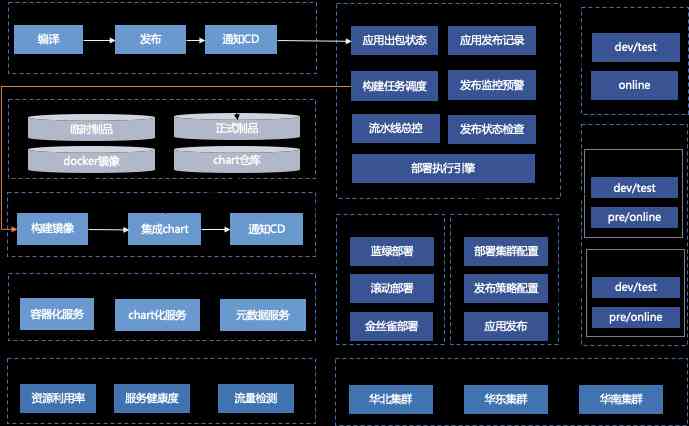 编译
发布
通知CD
临时制品
正式制品
docker镜像
chart仓库
构建镜像
集成chart
通知CD
容器化服务
chart化服务
元数据服务
资源利用率
服务健康度
流量检测
应用出包状态
应用发布记录
构建任务调度
发布监控预警
流水线总控
发布状态检查
部署执行引擎
蓝绿部署
滚动部署
金丝雀部署
部署集群配置
发布策略配置
应用发布
华北集群
华东集群
华南集群
dev/test
online
dev/test
pre/online
dev/test
pre/online